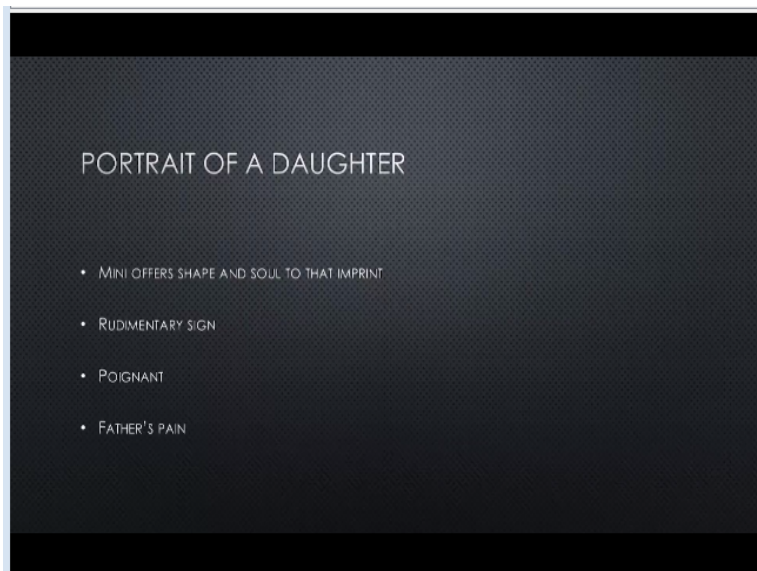 PORTRAIT OF A DAUGHTER
• MINI OFFERS SHAPE AND SOUL TO THAT IMPRINT
• RUDIMENTARY SIGN
• POIGNANT
• FATHER'S PAIN